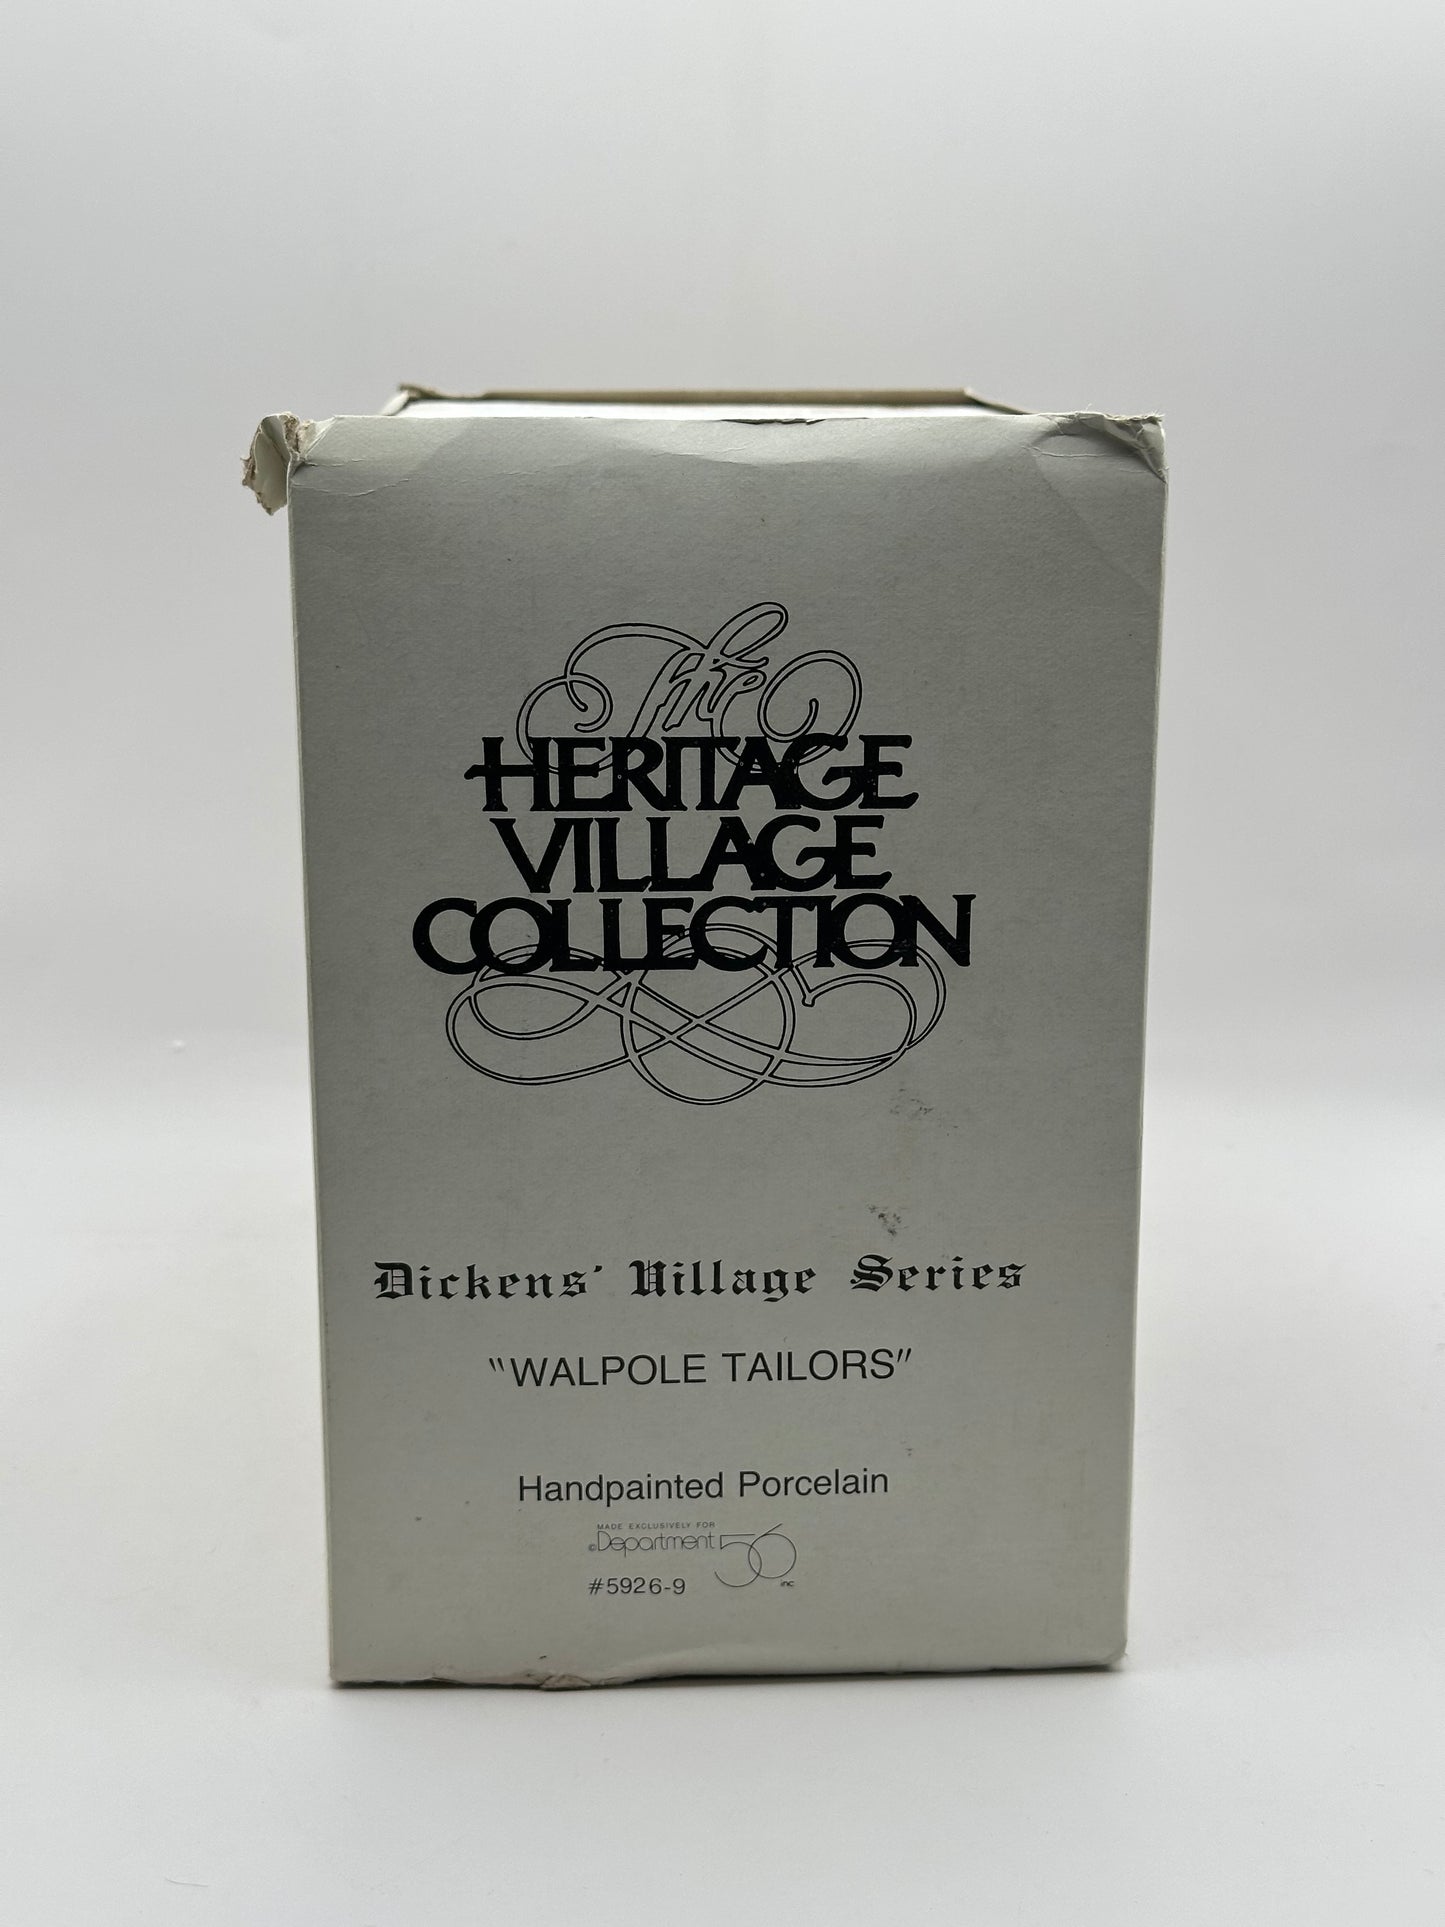 The
HERITAGE
VILLAGE
COLLECTION
Dickens' Village Series
"WALPOLE TAILORS"
Handpainted Porcelain
MADE EXCLUSIVELY FOR
©Department 56 inc
#5926-9